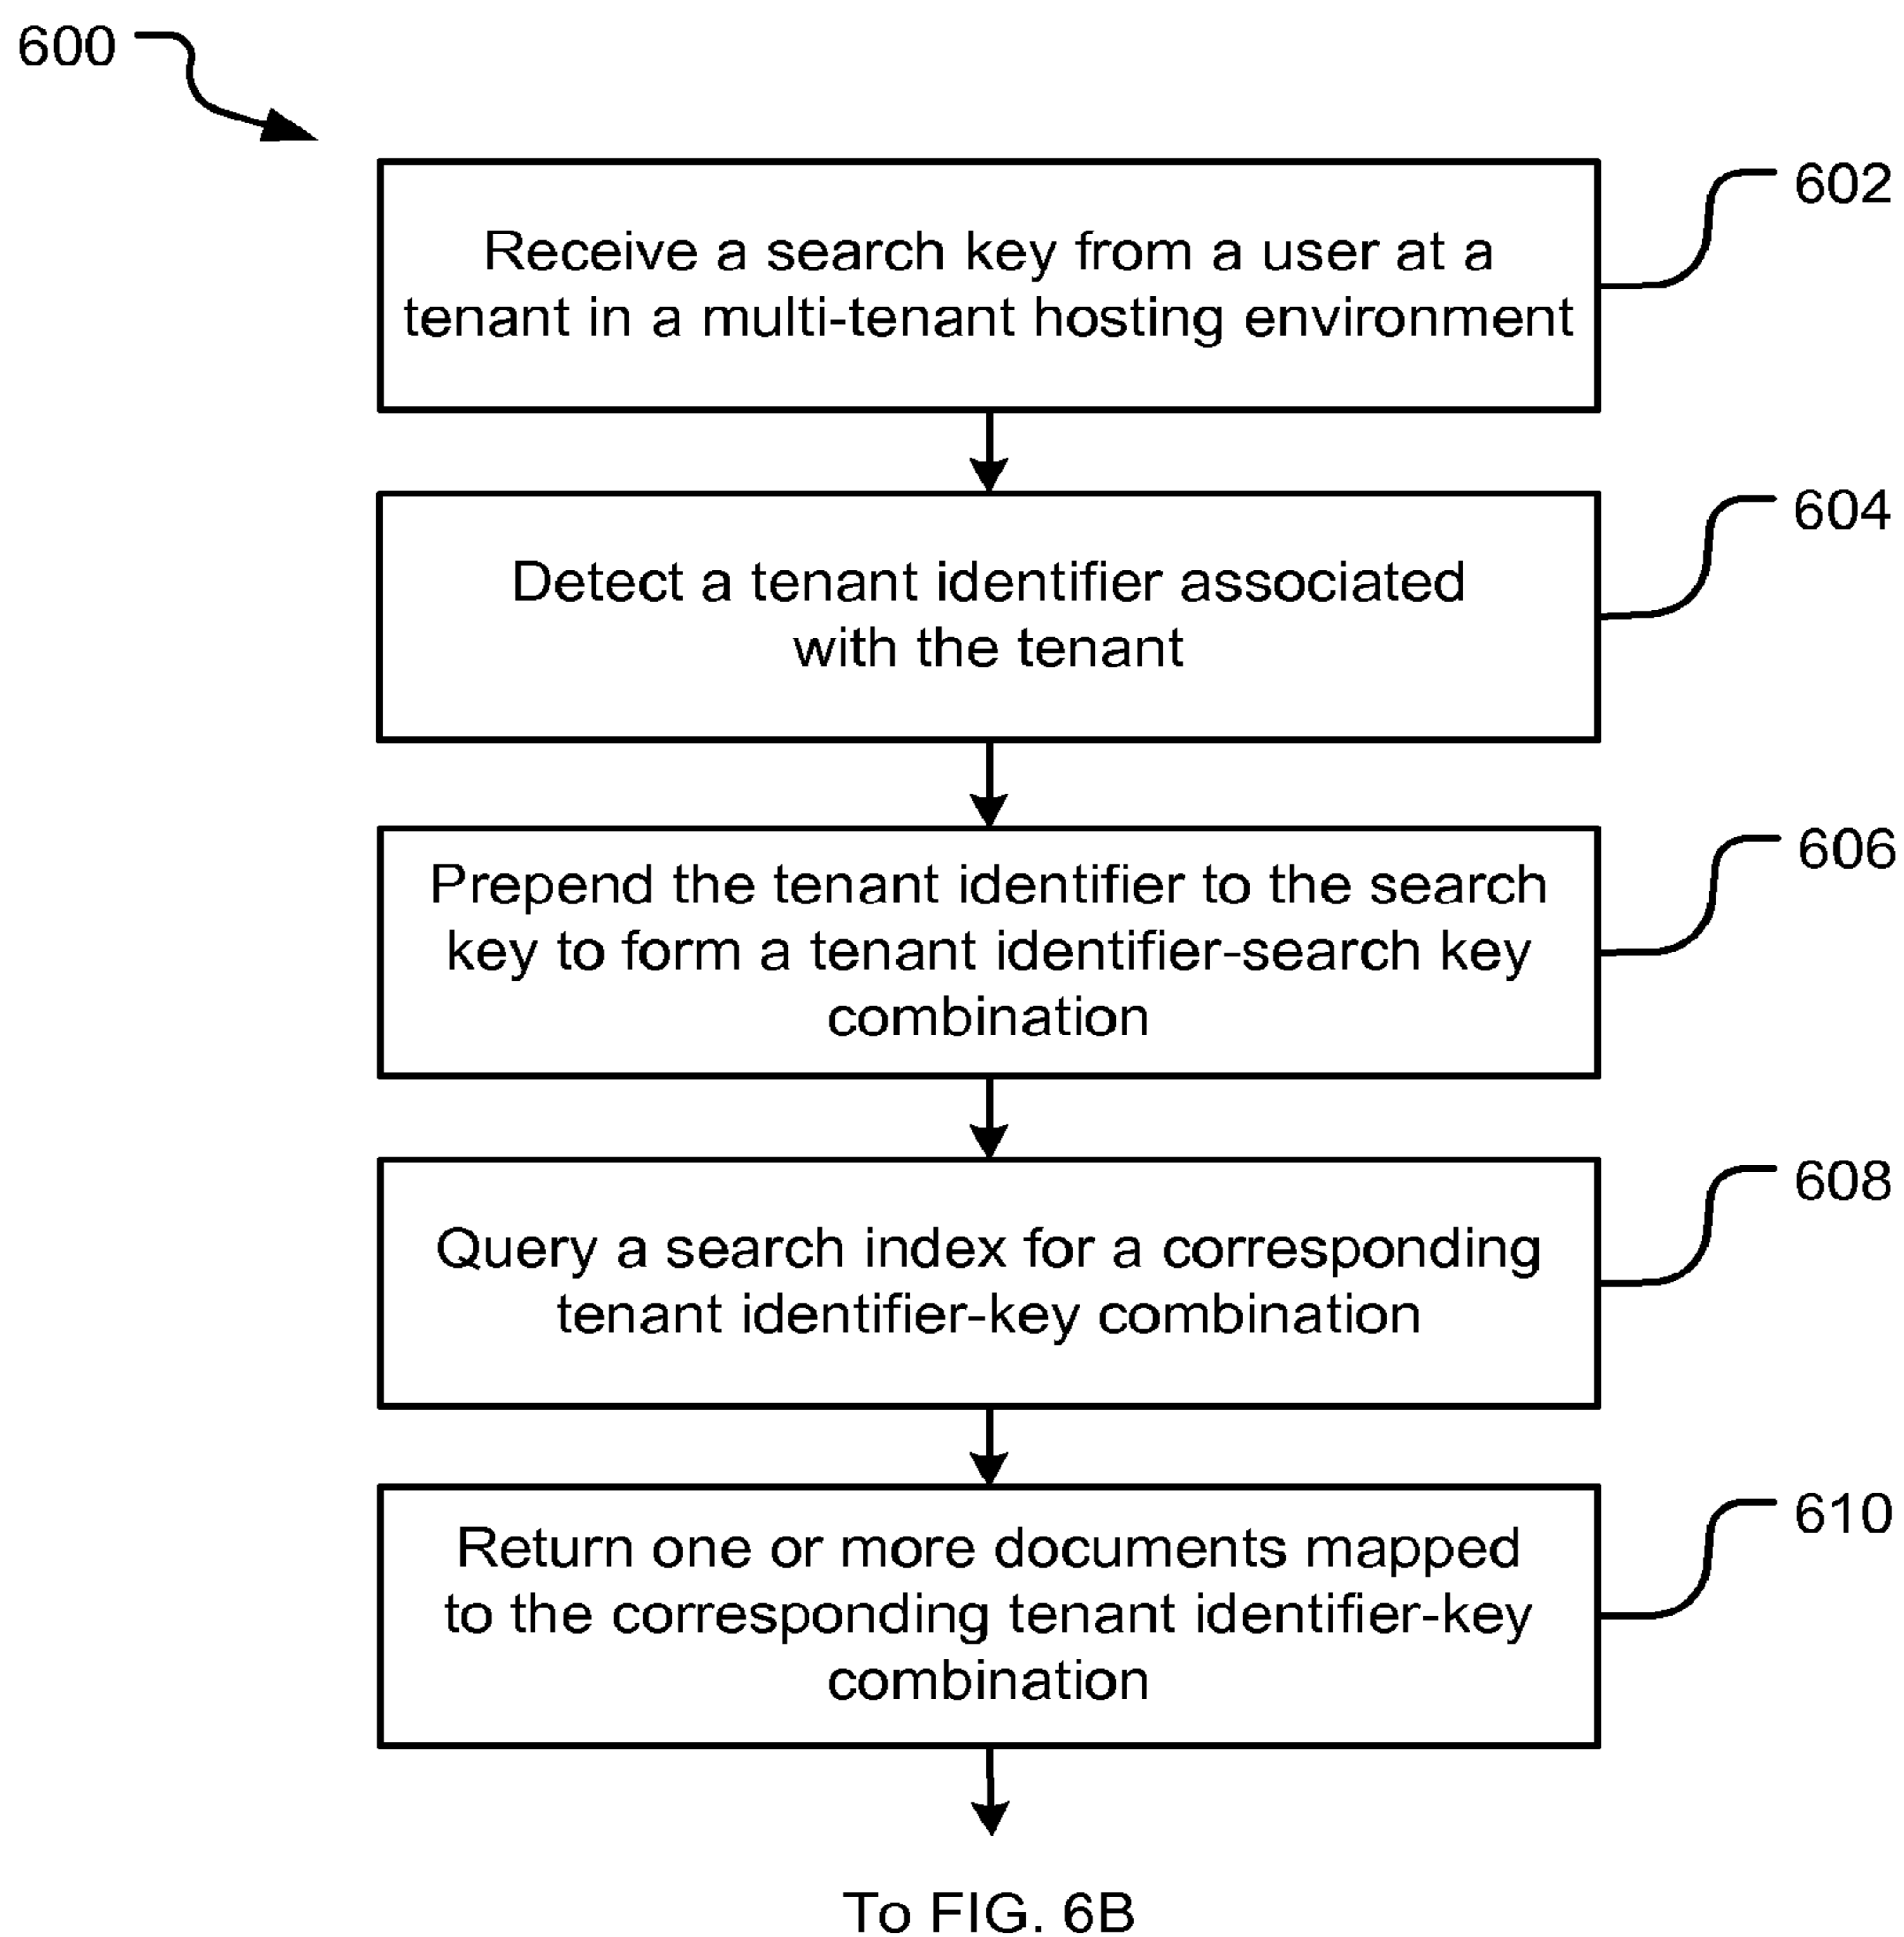 600
602
Receive a search key from a user at a
tenant in a multi-tenant hosting environment
604
Detect a tenant identifier associated
with the tenant
606
Prepend the tenant identifier to the search
key to form a tenant identifier-search key
combination
608
Query a search index for a corresponding
tenant identifier-key combination
610
Return one or more documents mapped
to the corresponding tenant identifier-key
combination
To FIG. 6B